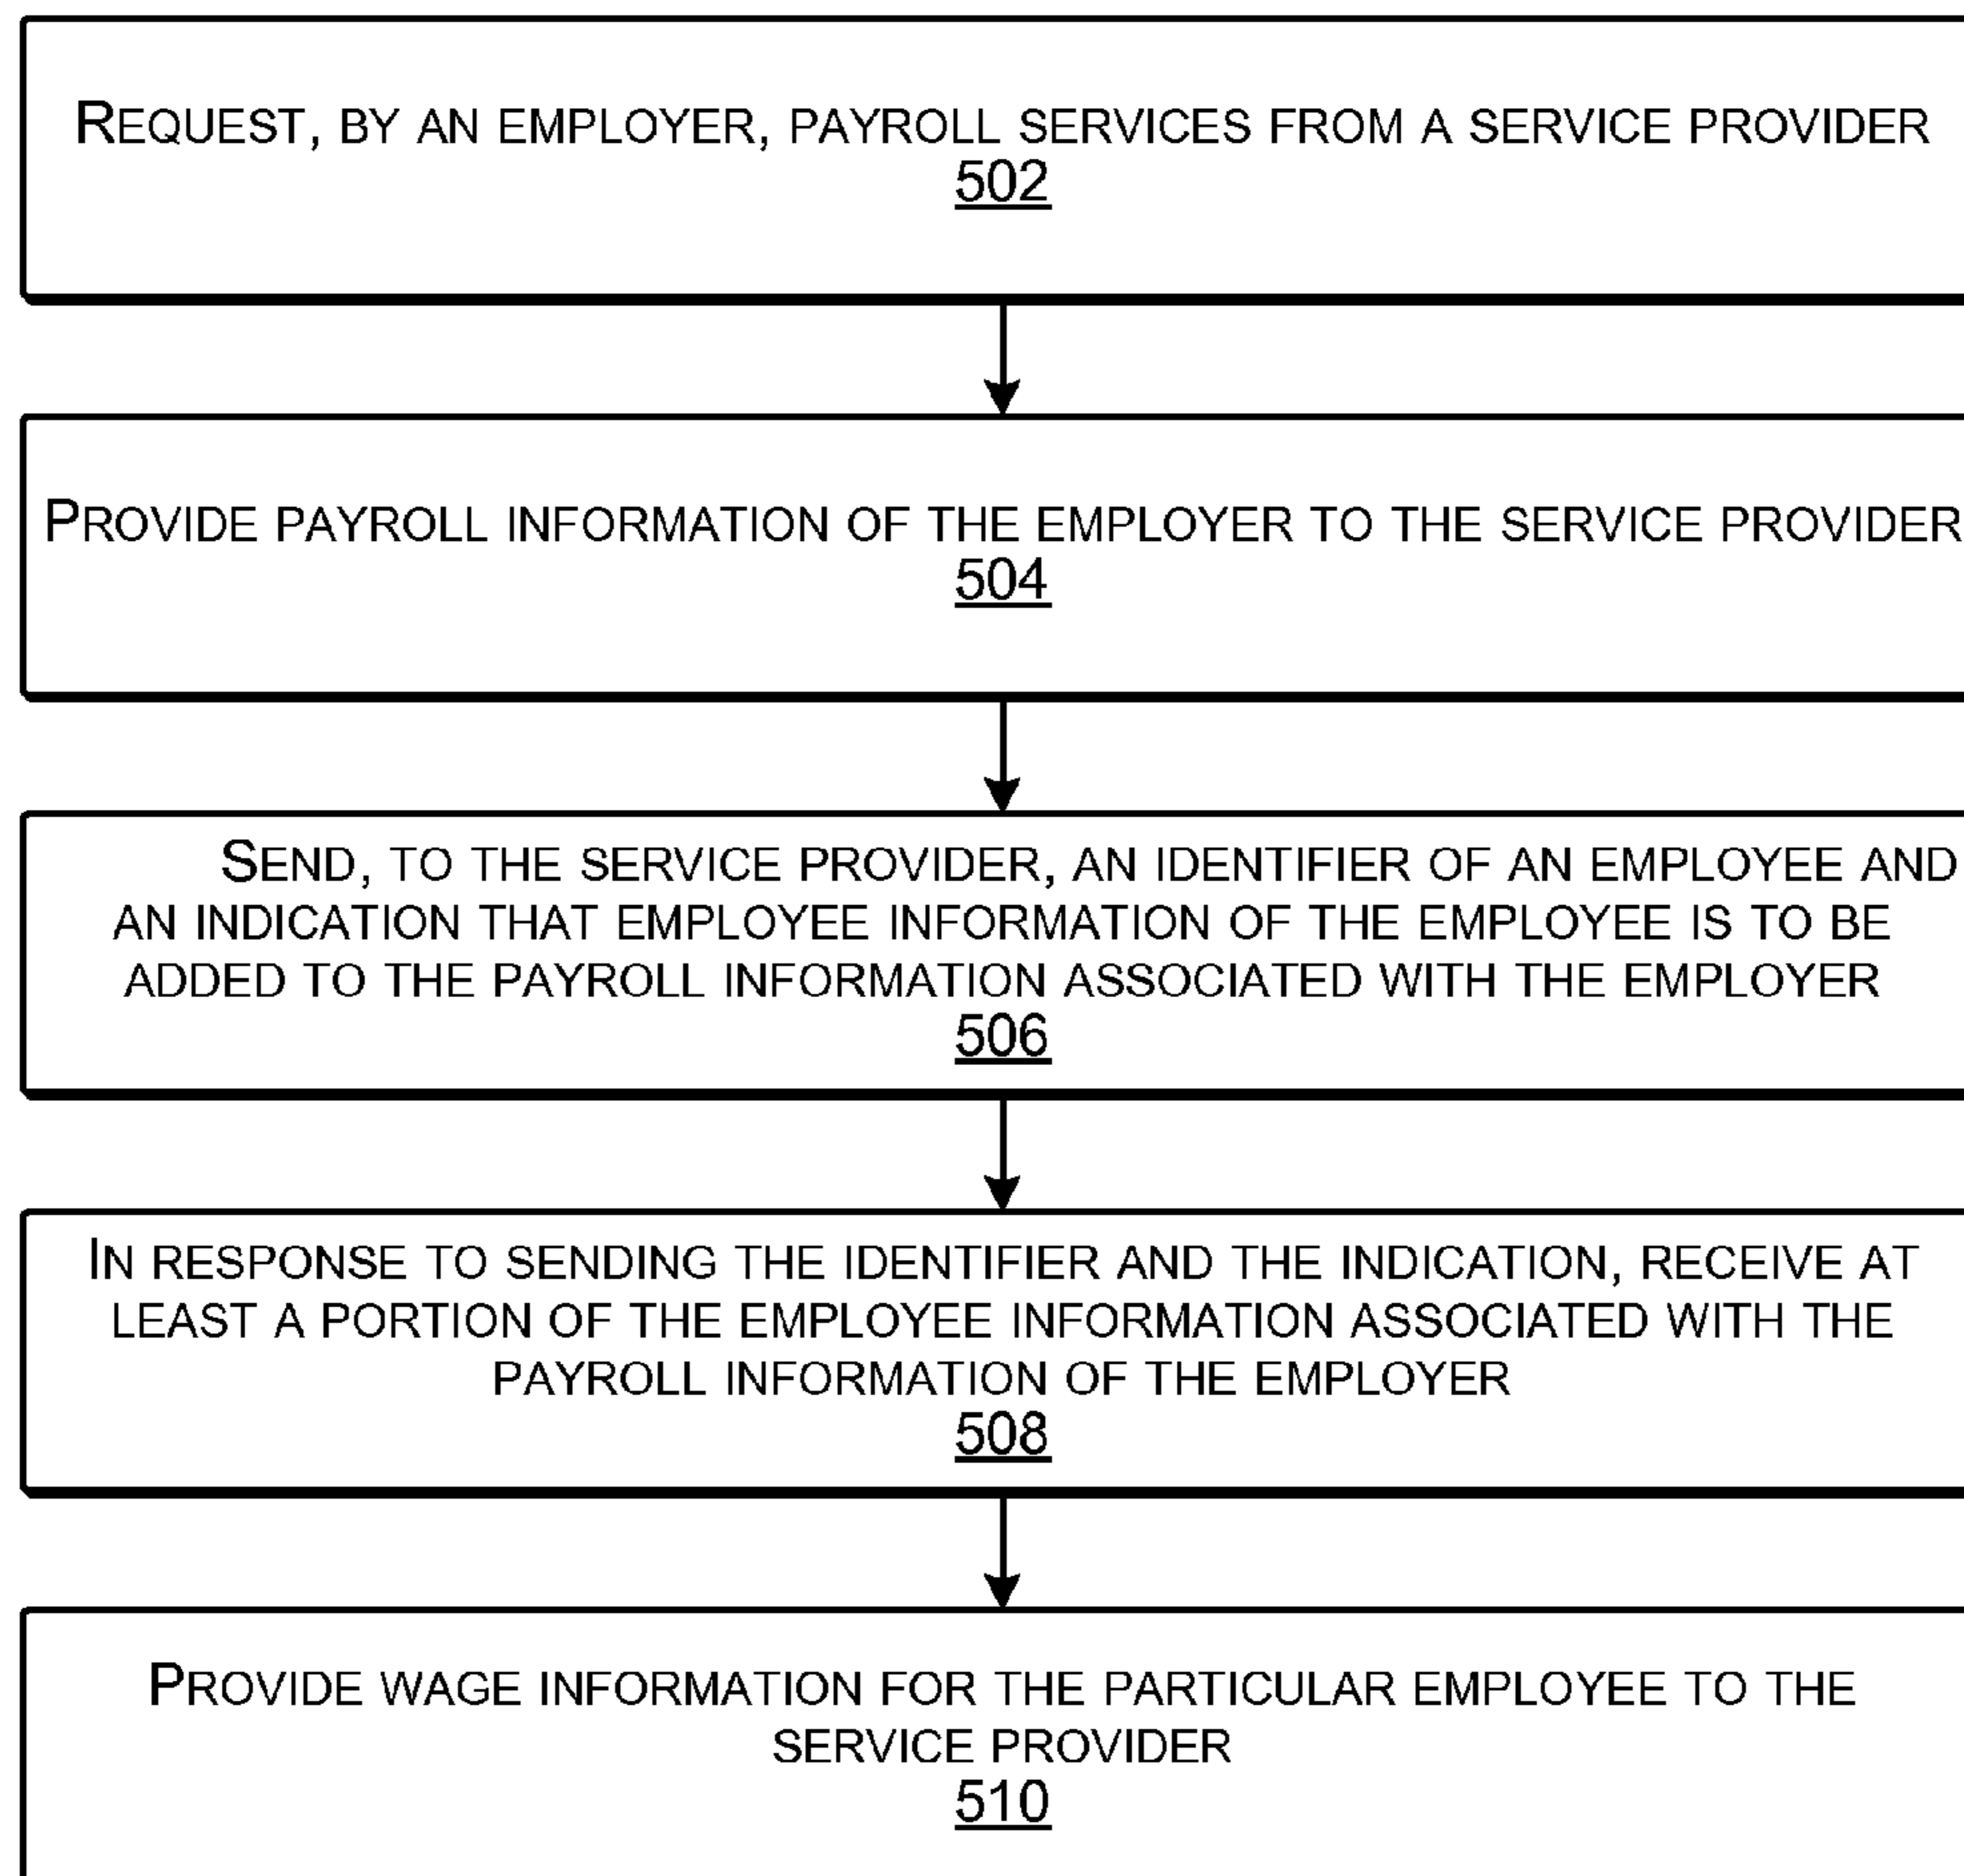 REQUEST, BY AN EMPLOYER, PAYROLL SERVICES FROM A SERVICE PROVIDER
502
PROVIDE PAYROLL INFORMATION OF THE EMPLOYER TO THE SERVICE PROVIDER
504
SEND, TO THE SERVICE PROVIDER, AN IDENTIFIER OF AN EMPLOYEE AND
AN INDICATION THAT EMPLOYEE INFORMATION OF THE EMPLOYEE IS TO BE
ADDED TO THE PAYROLL INFORMATION ASSOCIATED WITH THE EMPLOYER
506
IN RESPONSE TO SENDING THE IDENTIFIER AND THE INDICATION, RECEIVE AT
LEAST A PORTION OF THE EMPLOYEE INFORMATION ASSOCIATED WITH THE
PAYROLL INFORMATION OF THE EMPLOYER
508
PROVIDE WAGE INFORMATION FOR THE PARTICULAR EMPLOYEE TO THE
SERVICE PROVIDER
510